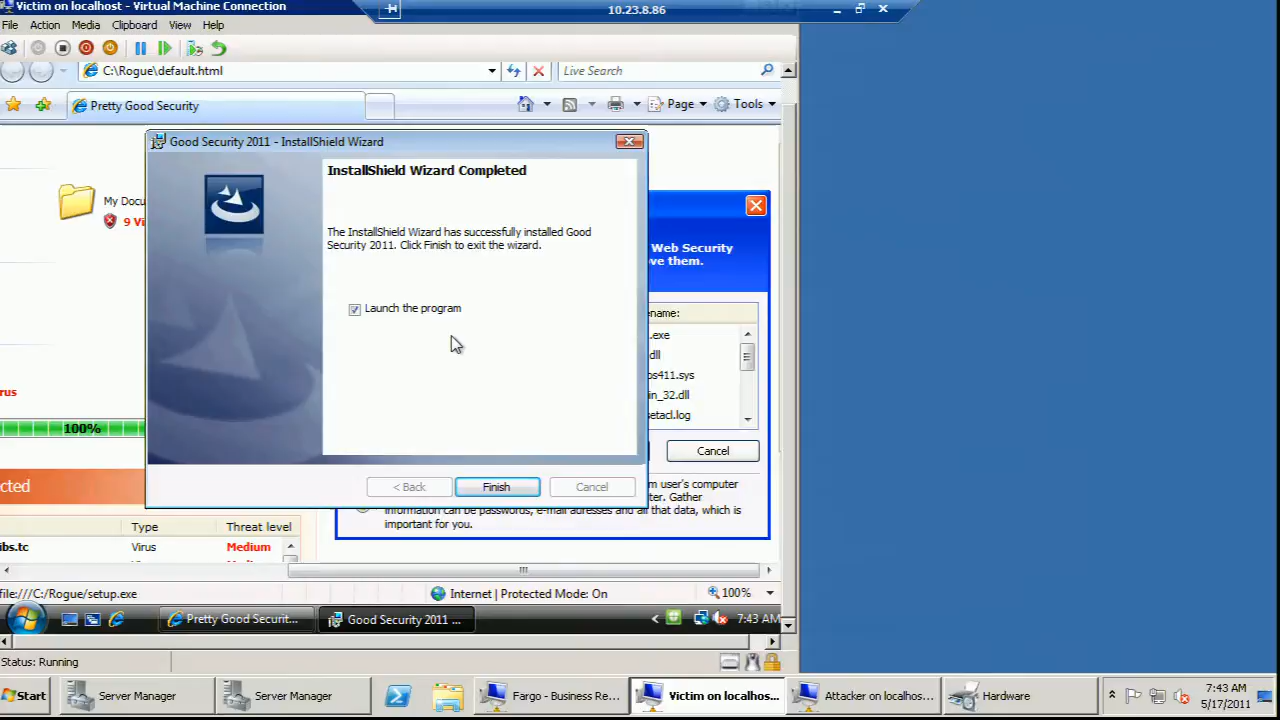 Victim on localhost - Virtual Machine Connection
10.23.8.86
File Action Media Clipboard View Help
C:\Rogue\default.html
Live Search
Pretty Good Security
Page
Tools
Good Security 2011 - InstallShield Wizard
InstallShield Wizard Completed
My Docu
9 Vi
The InstallShield Wizard has successfully installed Good
Security 2011. Click Finish to exit the wizard.
Web Security
ve them.
Launch the program
name:
.exe
dll
os411.sys
in_32.dll
setacl.log
rus
100%
Cancel
cted
< Back
Finish
Cancel
m user's computer
ter. Gather
information can be passwords, e-mail adresses and all that data, which is
important for you.
Type
Threat level
ibs.tc
Virus
Medium
file:///C:/Rogue/setup.exe
Internet | Protected Mode: On
100%
Pretty Good Securit...
Good Security 2011 ...
7:43 AM
Status: Running
Start
Server Manager
Server Manager
Fargo - Business Re...
Victim on localhos...
Attacker on localhos...
Hardware
7:43 AM
5/17/2011